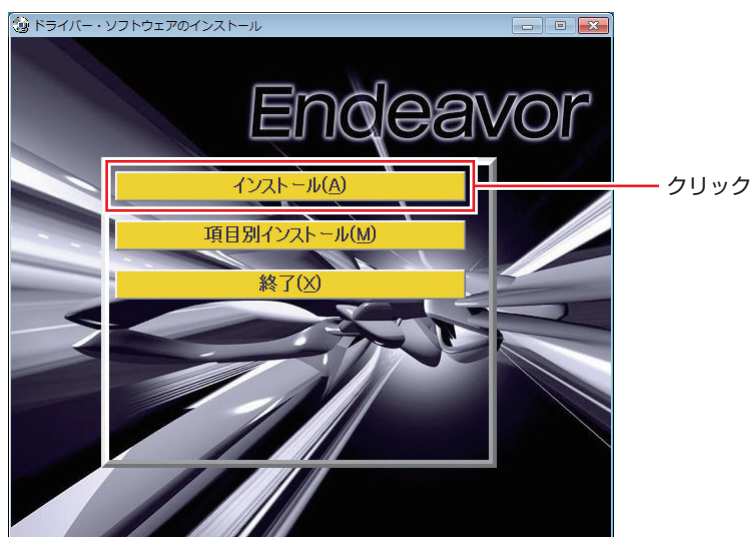 ドライバー・ソフトウェアのインストール
Endeavor
インストール(A)
クリック
項目別インストール(M)
終了(X)